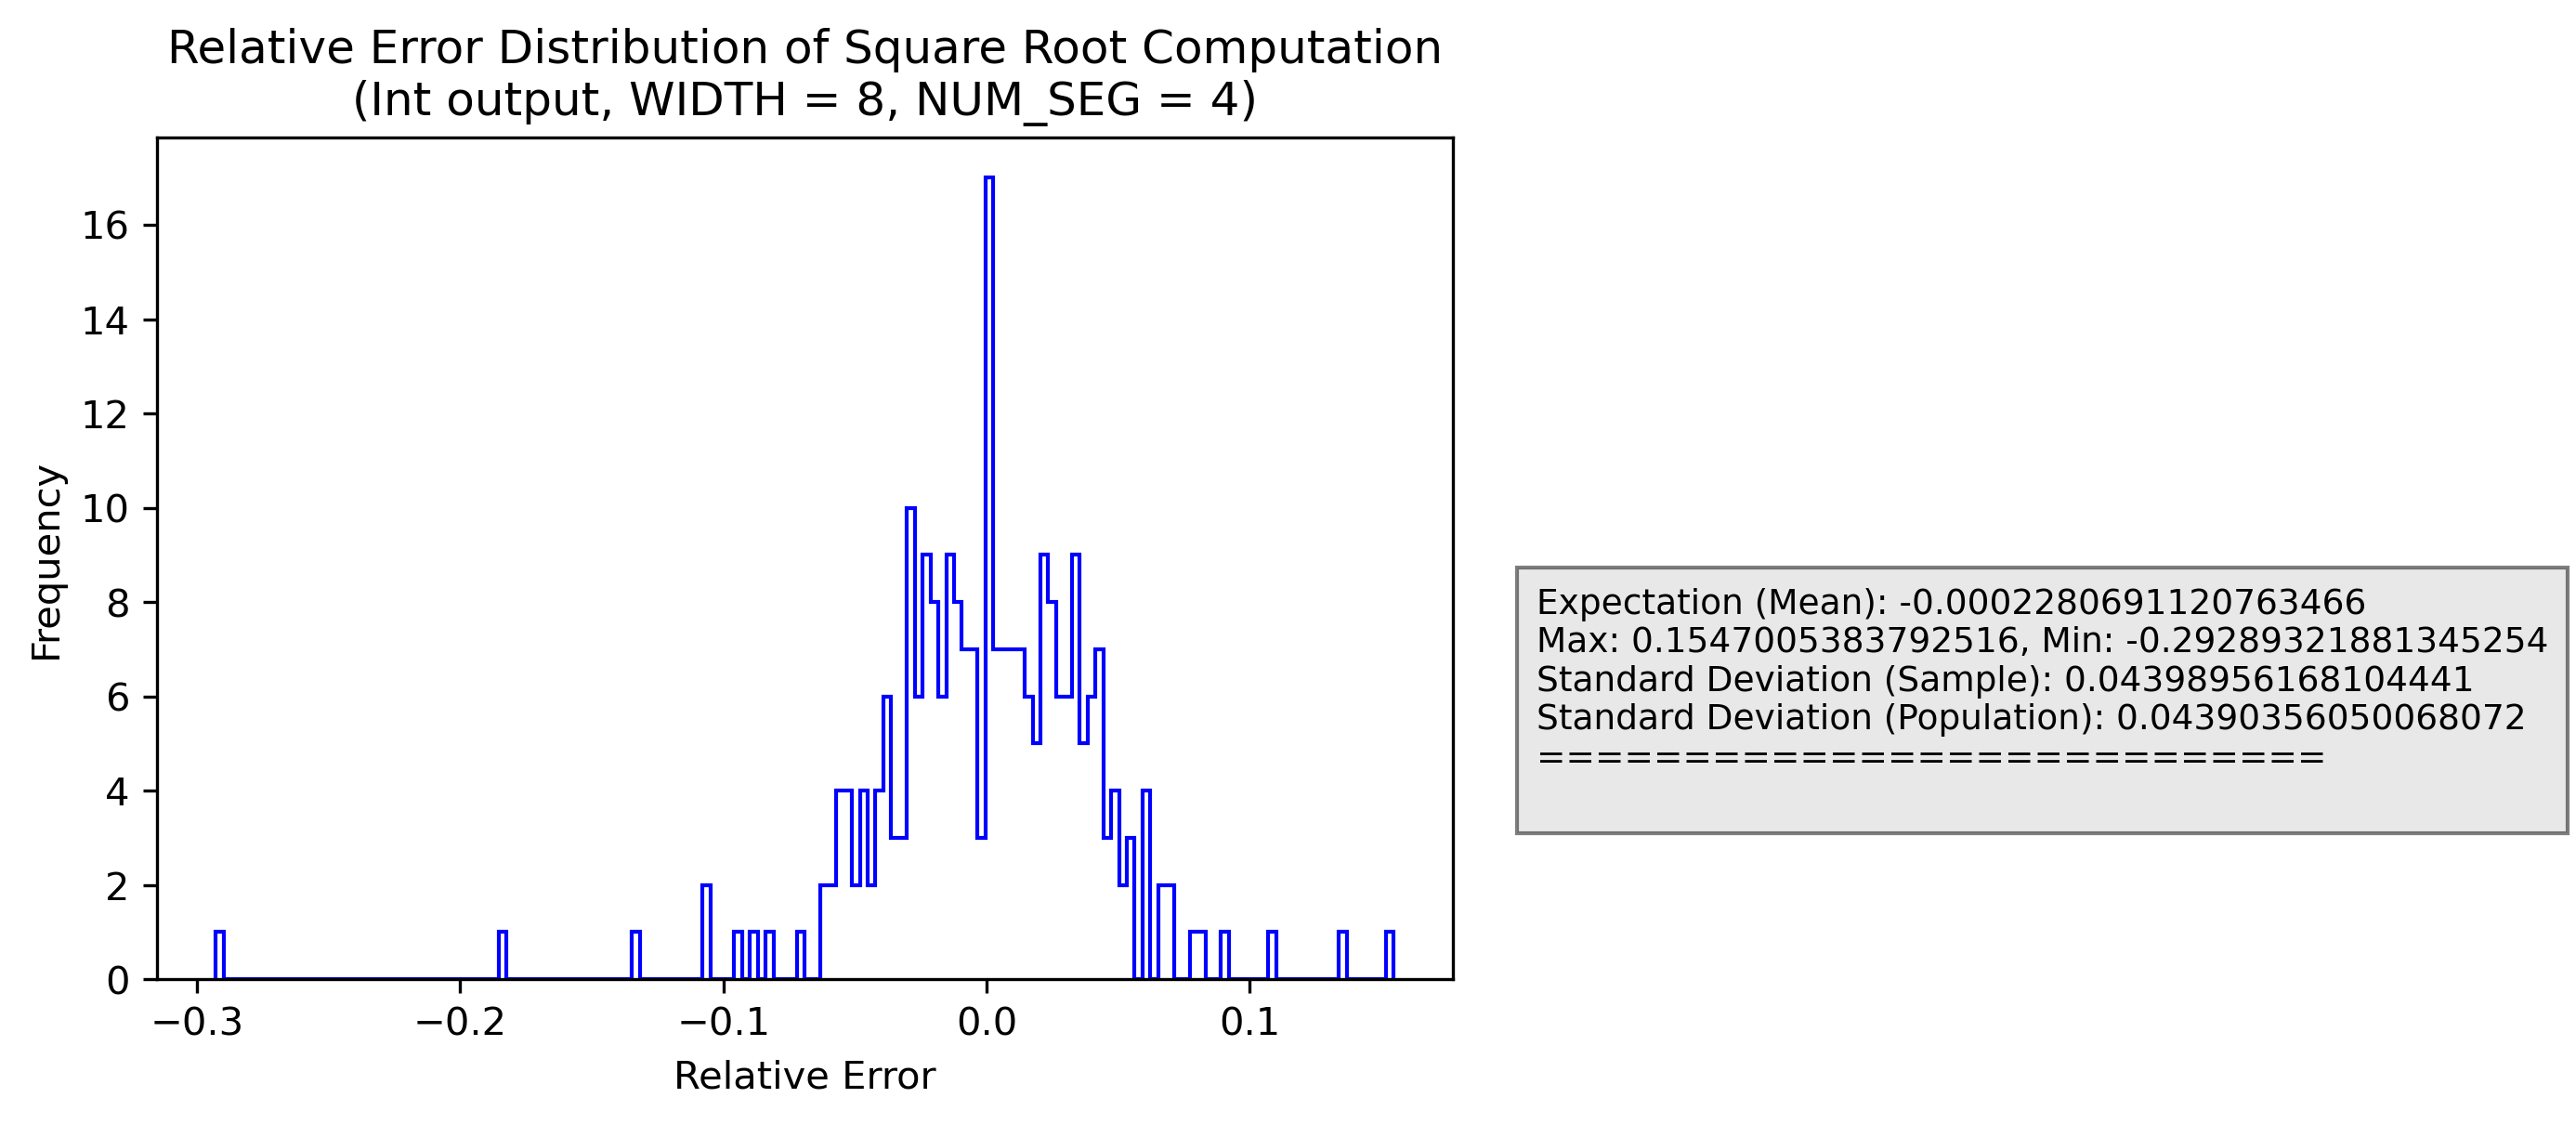 Relative Error Distribution of Square Root Computation
(Int output, WIDTH = 8, NUM_SEG = 4)
16
14
12
10
8
6
4
2
0
Frequency
−0.3
−0.2
−0.1
0.0
0.1
Relative Error
Expectation (Mean): -0.0002280691120763466
Max: 0.1547005383792516, Min: -0.29289321881345254
Standard Deviation (Sample): 0.04398956168104441
Standard Deviation (Population): 0.04390356050068072
===========================